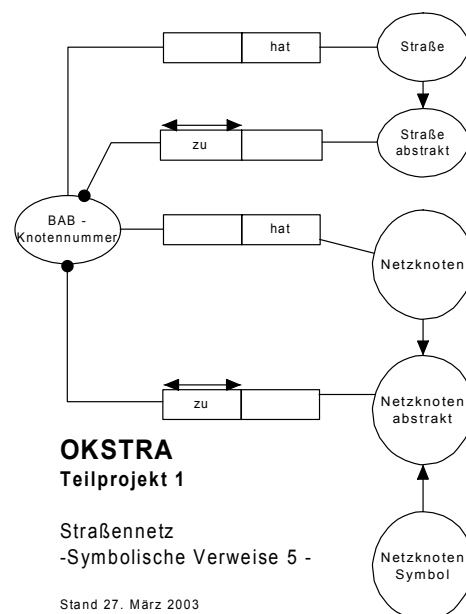 hat
Straße
zu
Straße
abstrakt
BAB -
Knotennummer
hat
Netzknoten
zu
Netzknoten
abstrakt
OKSTRA
Teilprojekt 1
Straßennetz
-Symbolische Verweise 5 -
Netzknoten
Symbol
Stand 27. März 2003